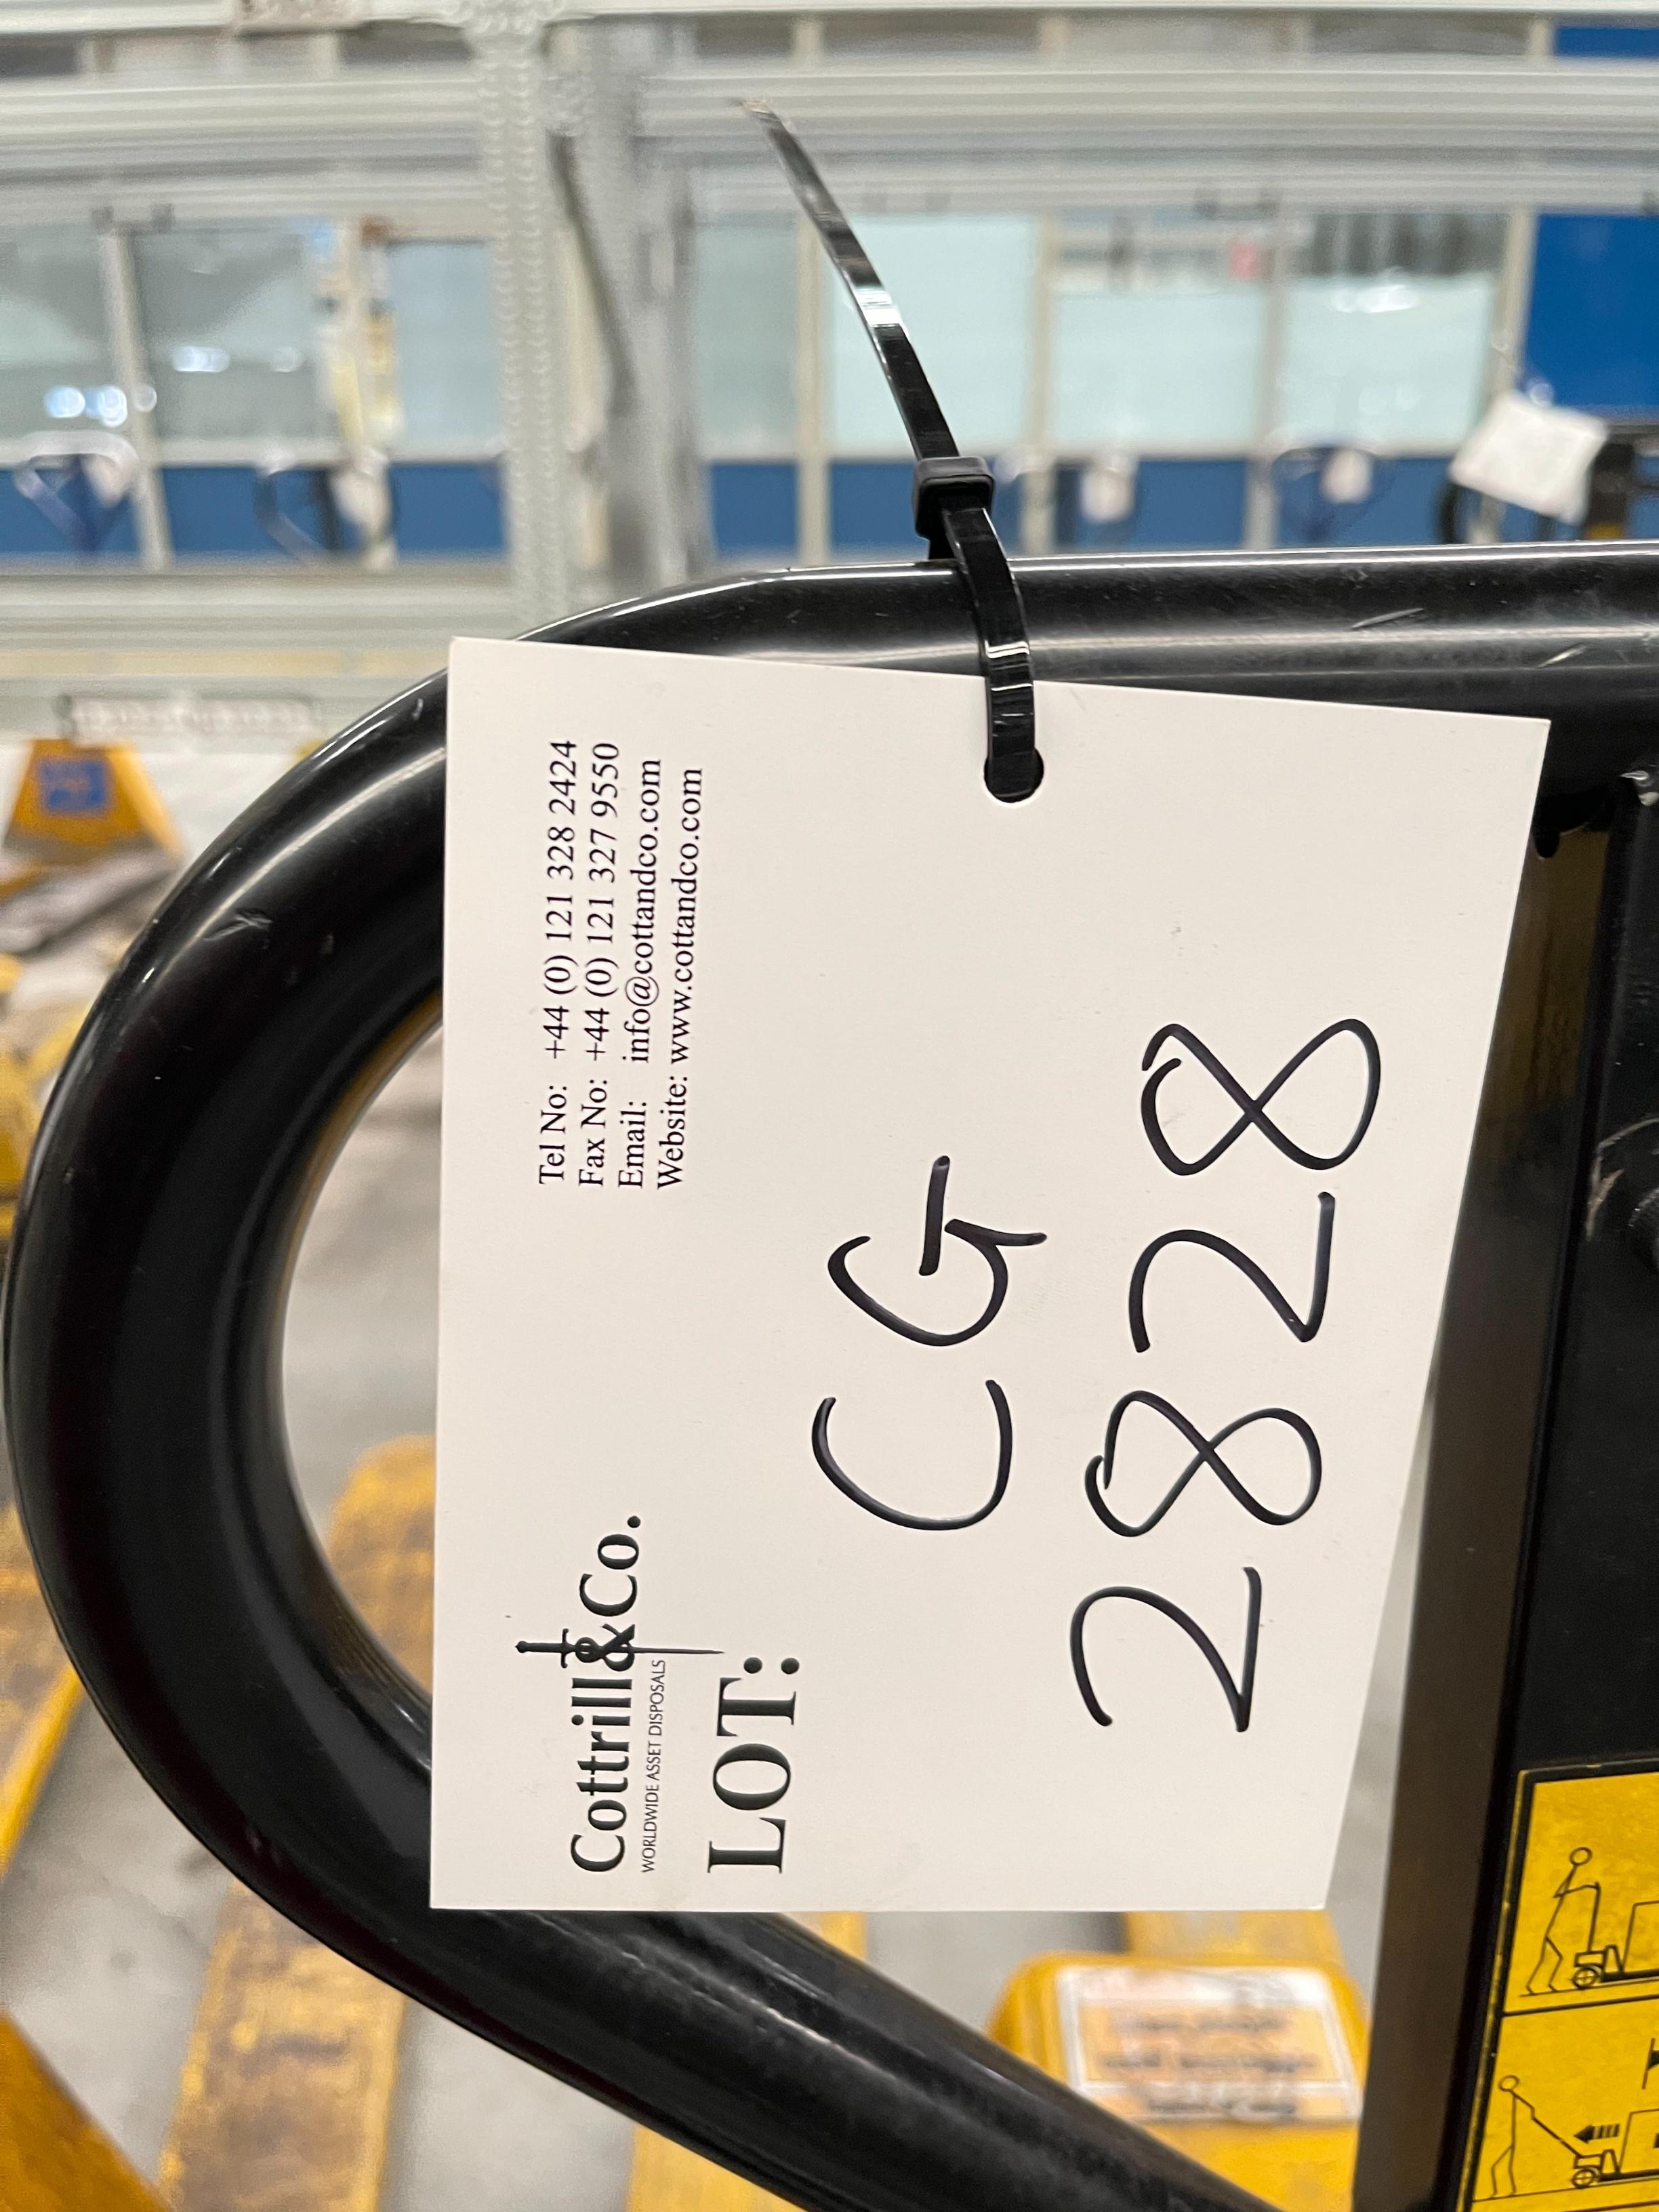 Cottrill&Co.
WORLDWIDE ASSET DISPOSALS
Tel No: +44 (0) 121 328 2424
Fax No: +44 (0) 121 327 9550
Email: info@cottandco.com
Website: www.cottandco.com
LOT:
CG
2828